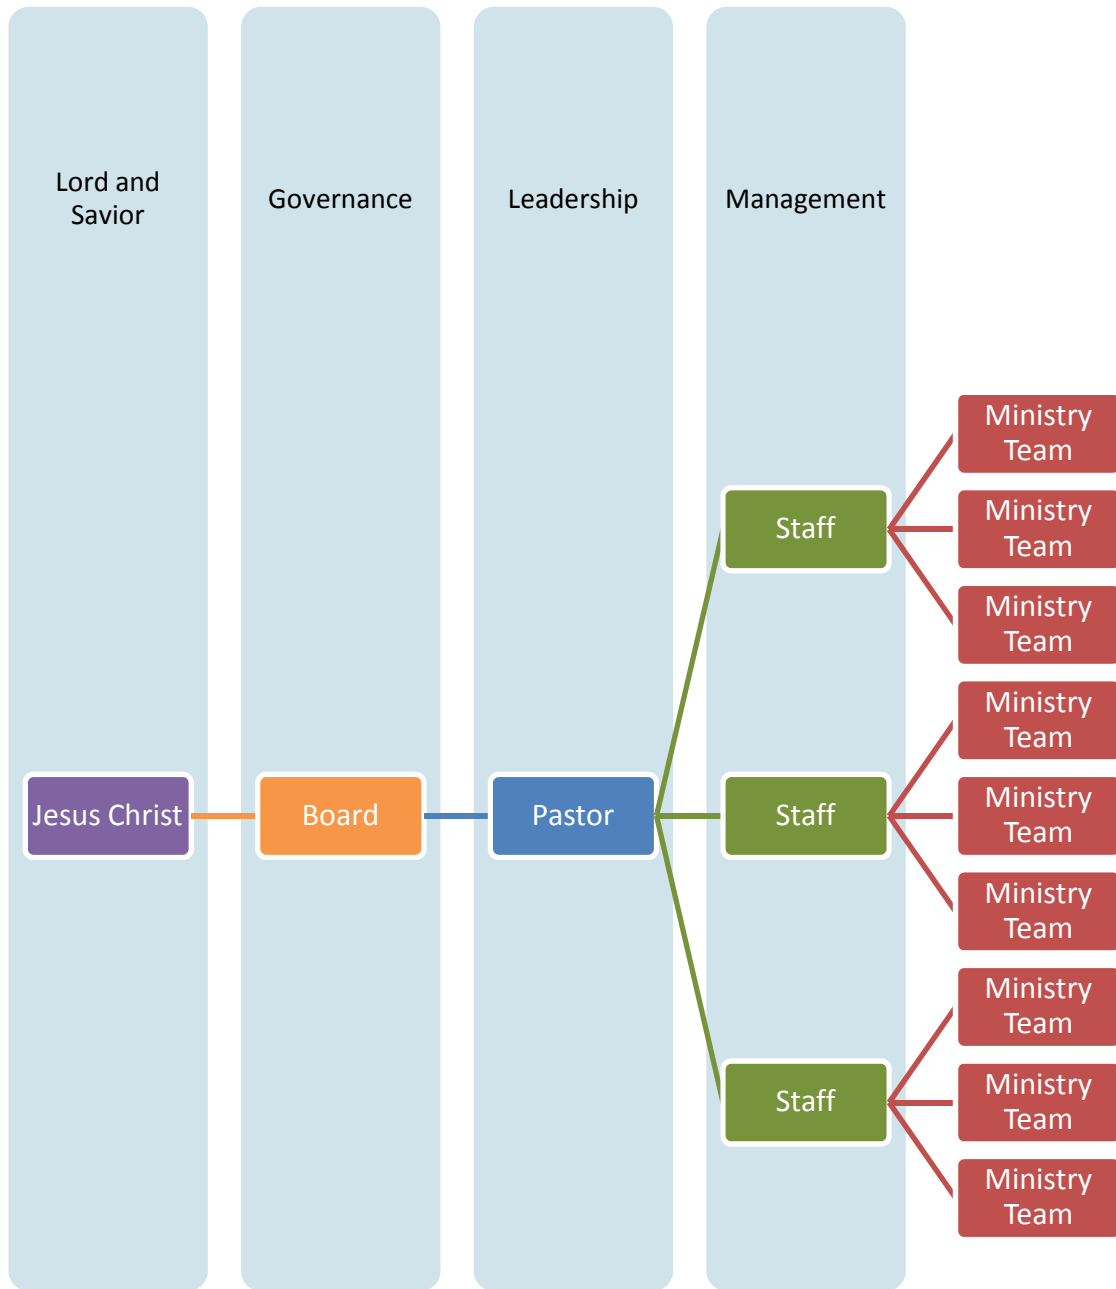 Lord and
Savior
Governance
Leadership
Management
Jesus Christ
Board
Pastor
Staff
Ministry
Team
Ministry
Team
Ministry
Team
Staff
Ministry
Team
Ministry
Team
Ministry
Team
Staff
Ministry
Team
Ministry
Team
Ministry
Team